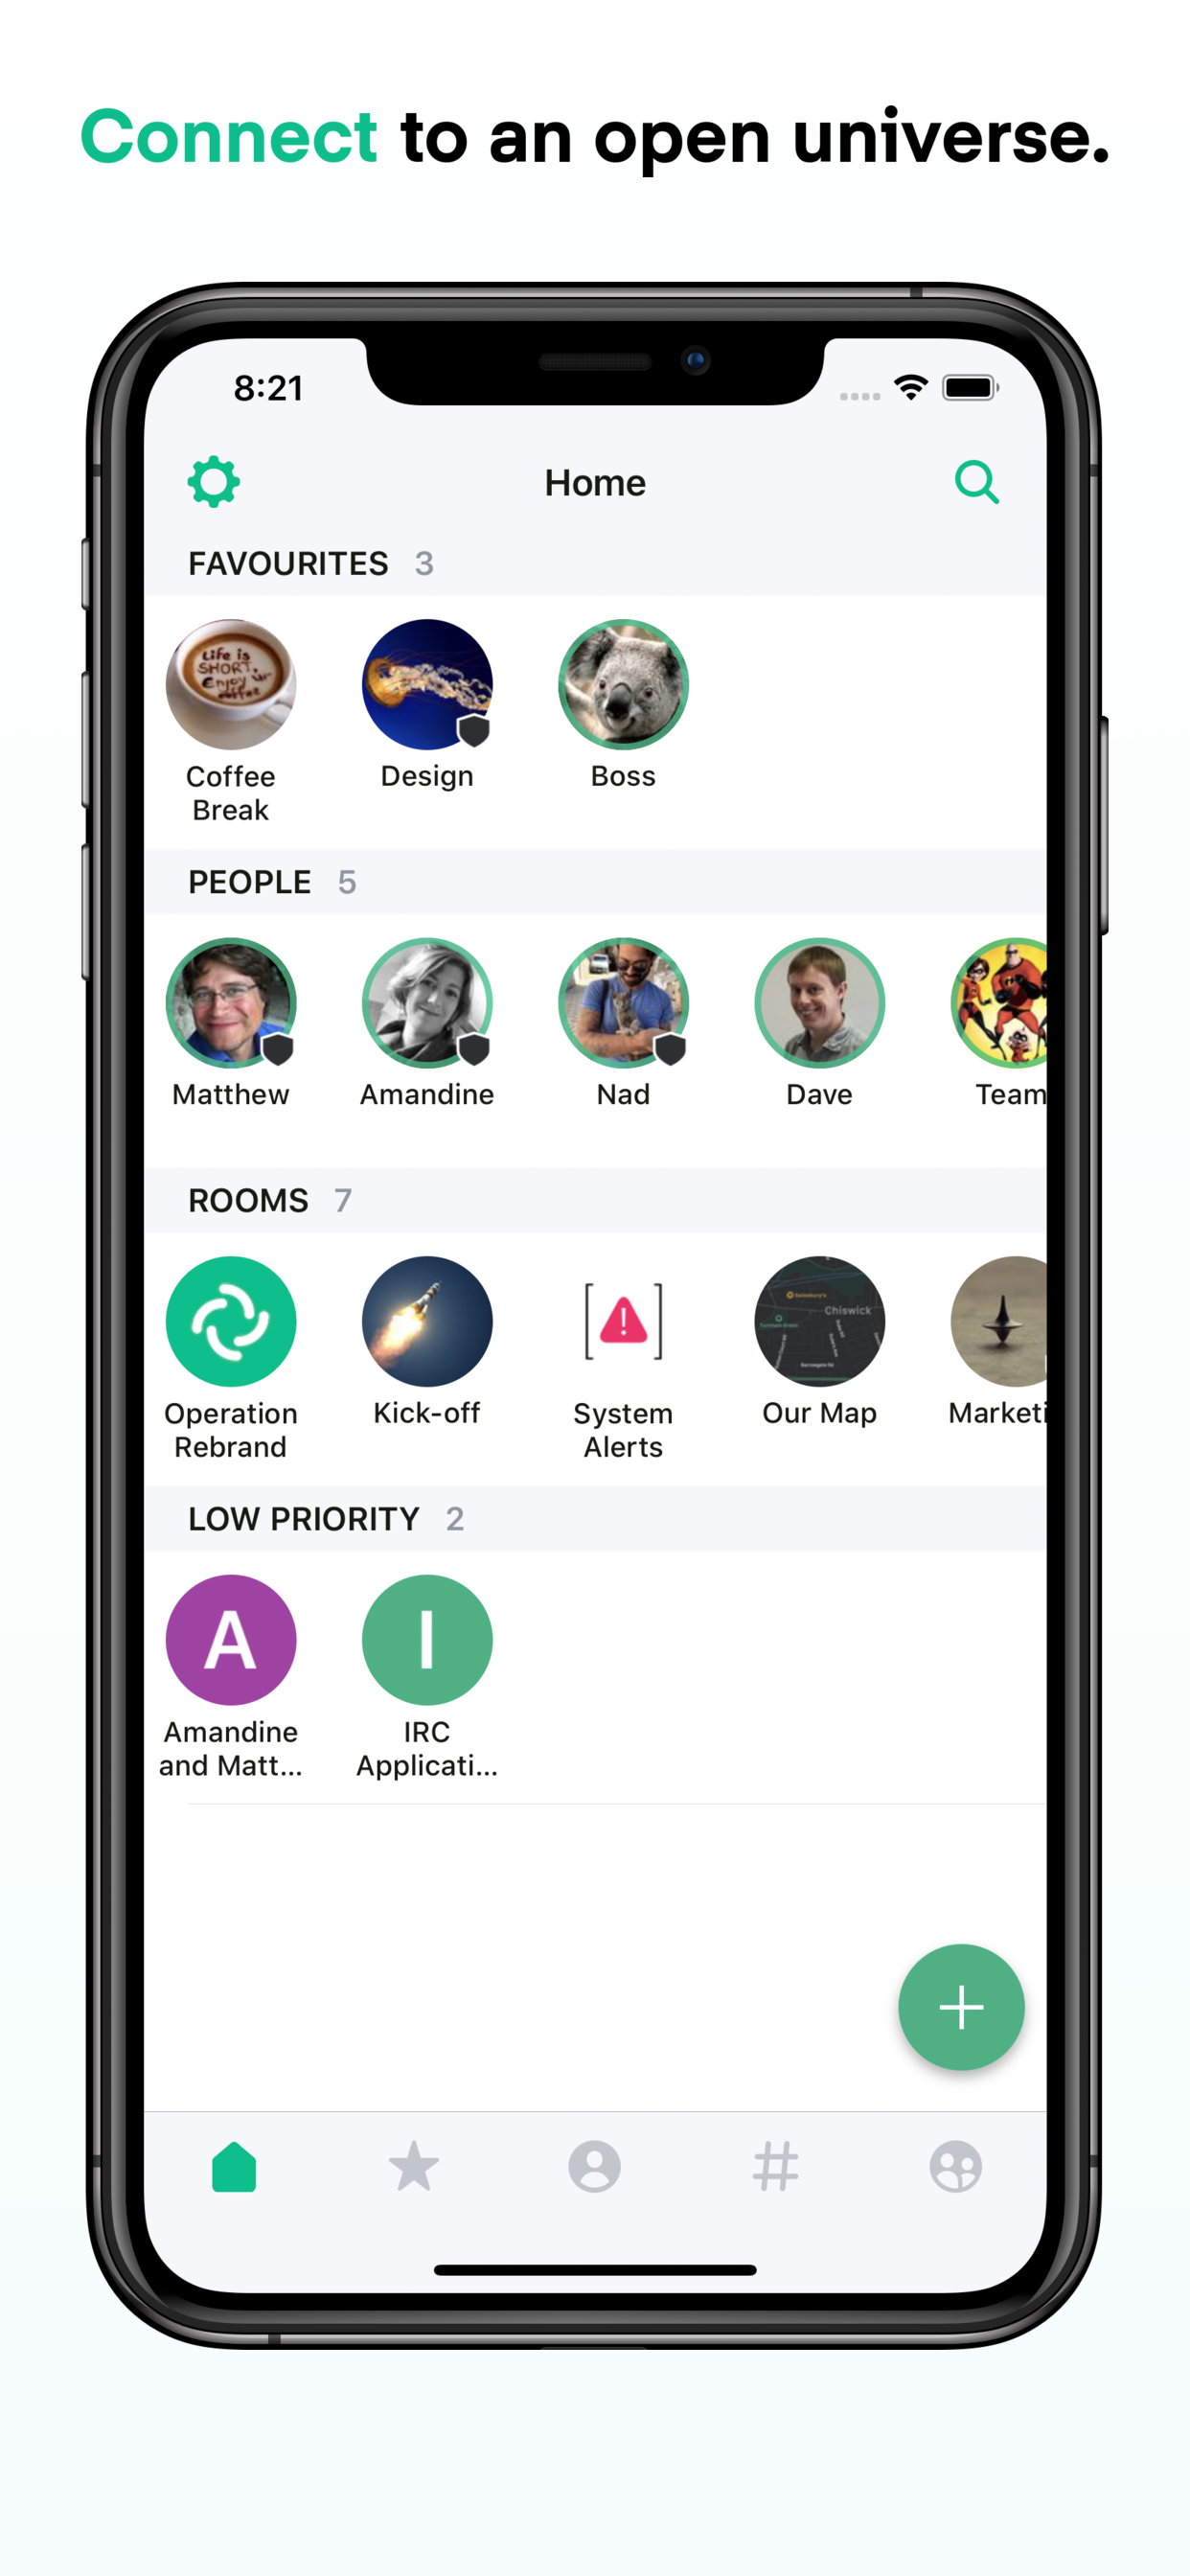 Connect to an open universe.
8:21
Home
FAVOURITES 3
Life is
SHORT.
Enjoy ur
coffee
Coffee
Break
Design
Boss
PEOPLE 5
Matthew
Amandine
Nad
Dave
Team
ROOMS 7
Sainsbury's
Chiswick
Operation
Rebrand
Kick-off
System
Alerts
Our Map
Marketi
LOW PRIORITY 2
A
I
Amandine
and Matt...
IRC
Applicati...